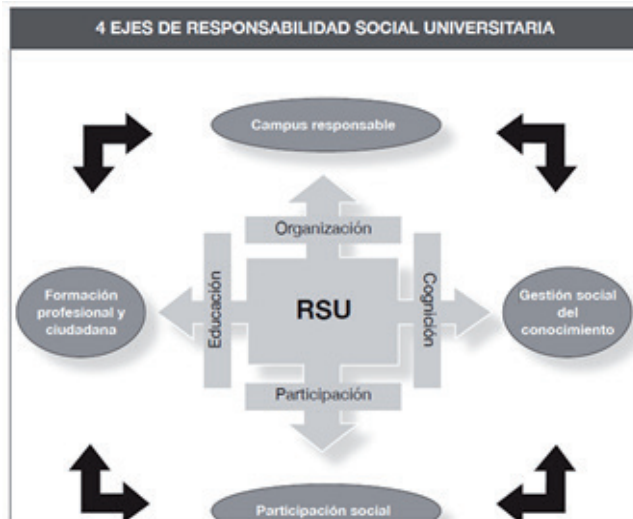 4 EJES DE RESPONSABILIDAD SOCIAL UNIVERSITARIA
Campus responsable
Organización
Formación
profesional y
ciudadana
Educación
RSU
Cognición
Gestión social
del
conocimiento
Participación
Participación social